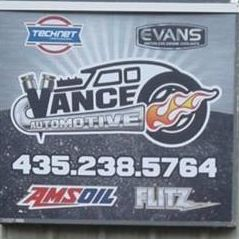 TECHNET
EVANS
VANCE
AUTOMOTIVE
435.238.5764
AMSOIL
FLITZ